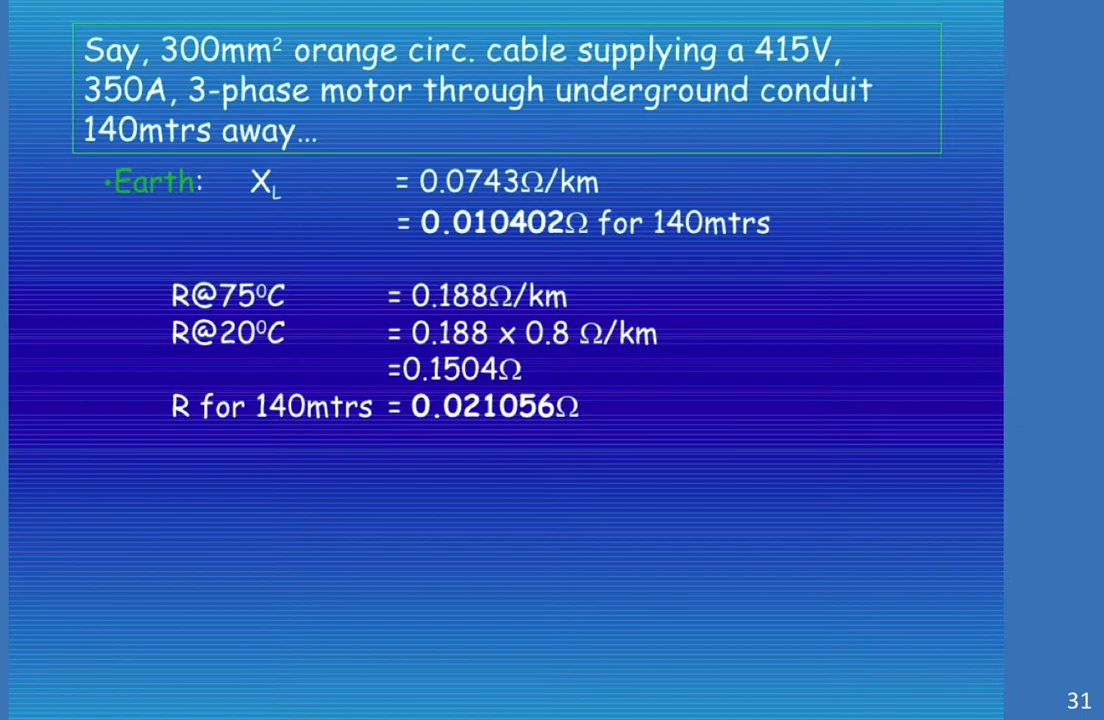 Say, 300mm² orange circ. cable supplying a 415V,
350A, 3-phase motor through underground conduit
140mtrs away...
•Earth: X_L = 0.0743Ω/km
= 0.010402Ω for 140mtrs
R@75⁰C = 0.188Ω/km
R@20⁰C = 0.188 x 0.8 Ω/km
=0.1504Ω
R for 140mtrs = 0.021056Ω
31